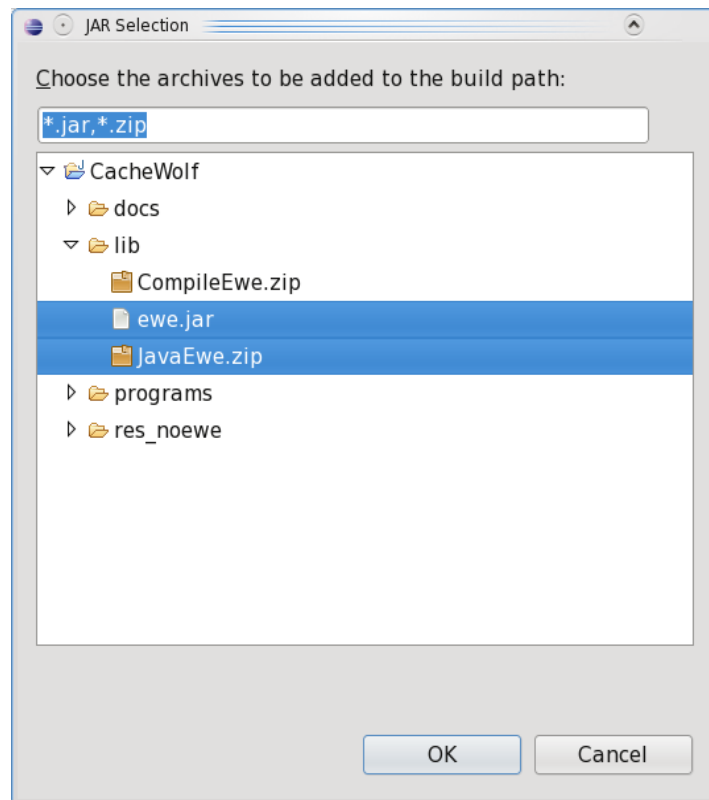 JAR Selection
Choose the archives to be added to the build path:
*.jar,*.zip
CacheWolf
docs
lib
CompileEwe.zip
ewe.jar
JavaEwe.zip
programs
res_noewe
OK
Cancel